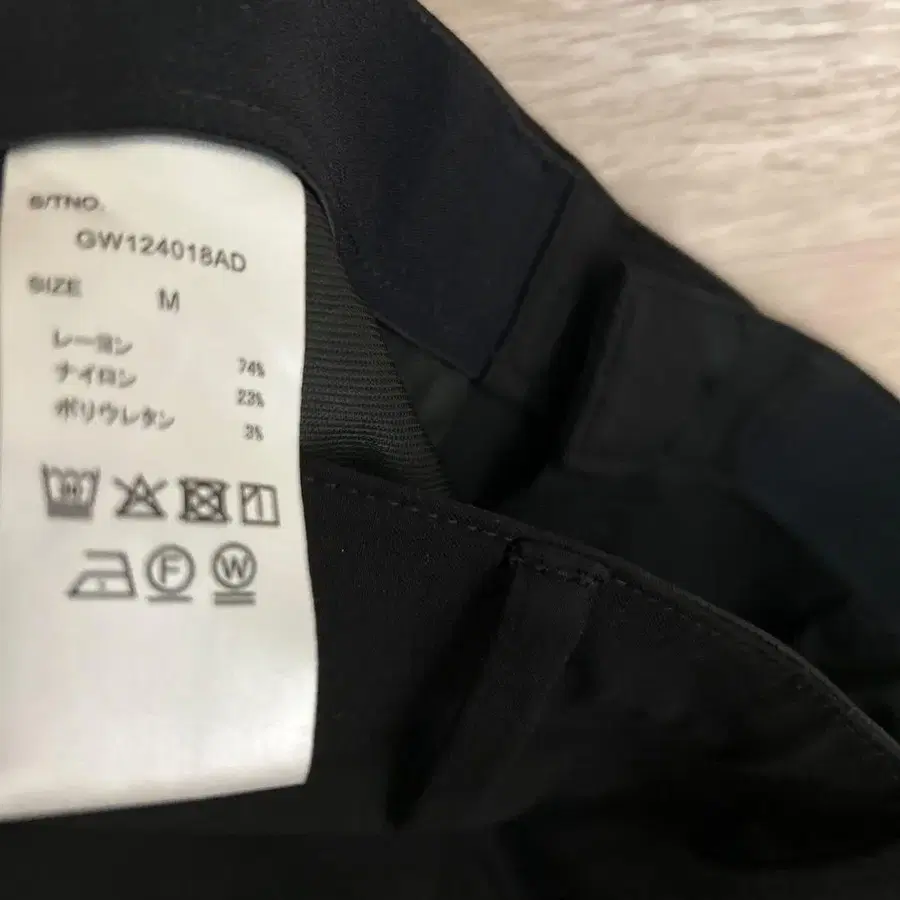 S/TNO.
GW124018AD
SIZE M
レーヨン 74%
ナイロン 23%
ポリウレタン 3%
F W